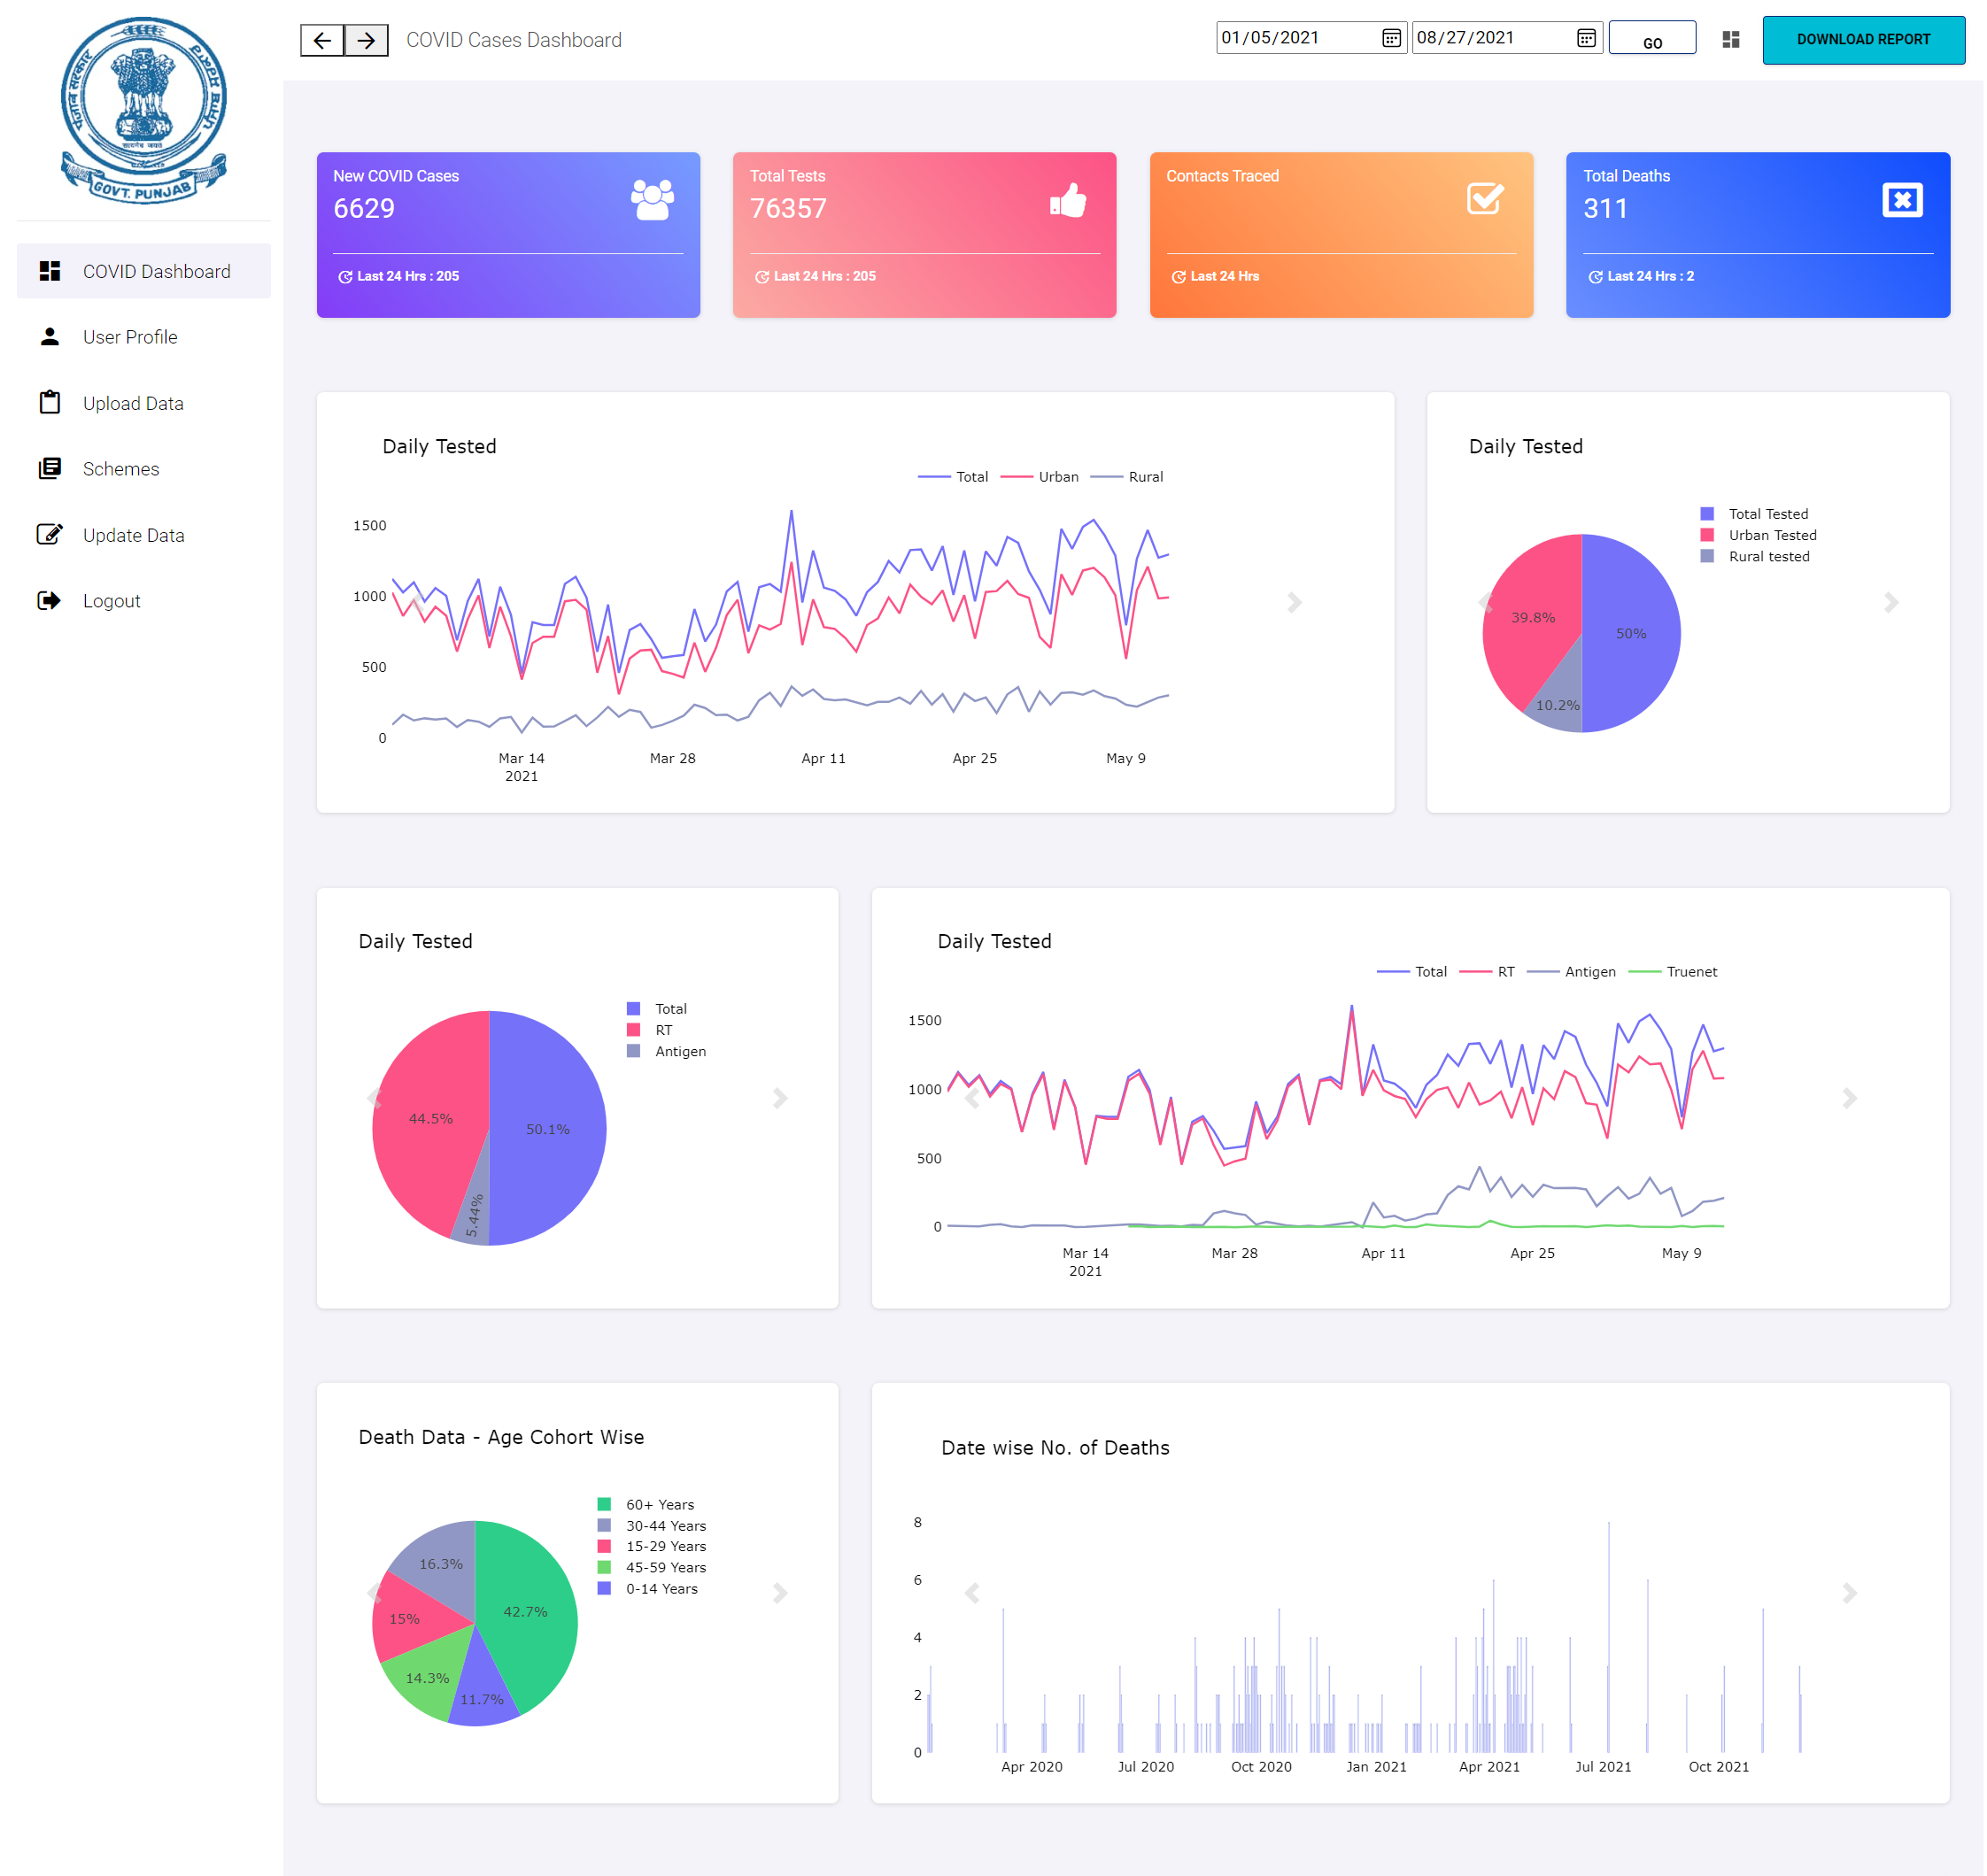 ਪੰਜਾਬ ਸਰਕਾਰ
सत्यमेव जयते
GOVT. PUNJAB
COVID Cases Dashboard
01/05/2021
08/27/2021
GO
DOWNLOAD REPORT
COVID Dashboard
User Profile
Upload Data
Schemes
Update Data
Logout
New COVID Cases
6629
Last 24 Hrs : 205
Total Tests
76357
Last 24 Hrs : 205
Contacts Traced
Last 24 Hrs
Total Deaths
311
Last 24 Hrs : 2
Daily Tested
Total Urban Rural
1500
1000
500
0
Mar 14 Mar 28 Apr 11 Apr 25 May 9
2021
Daily Tested
Total Tested
Urban Tested
Rural tested
39.8%
50%
10.2%
Daily Tested
Total
RT
Antigen
44.5%
50.1%
5.44%
Daily Tested
Total RT Antigen Truenet
1500
1000
500
0
Mar 14 Mar 28 Apr 11 Apr 25 May 9
2021
Death Data - Age Cohort Wise
60+ Years
30-44 Years
15-29 Years
45-59 Years
0-14 Years
16.3%
42.7%
15%
14.3%
11.7%
Date wise No. of Deaths
8
6
4
2
0
Apr 2020 Jul 2020 Oct 2020 Jan 2021 Apr 2021 Jul 2021 Oct 2021